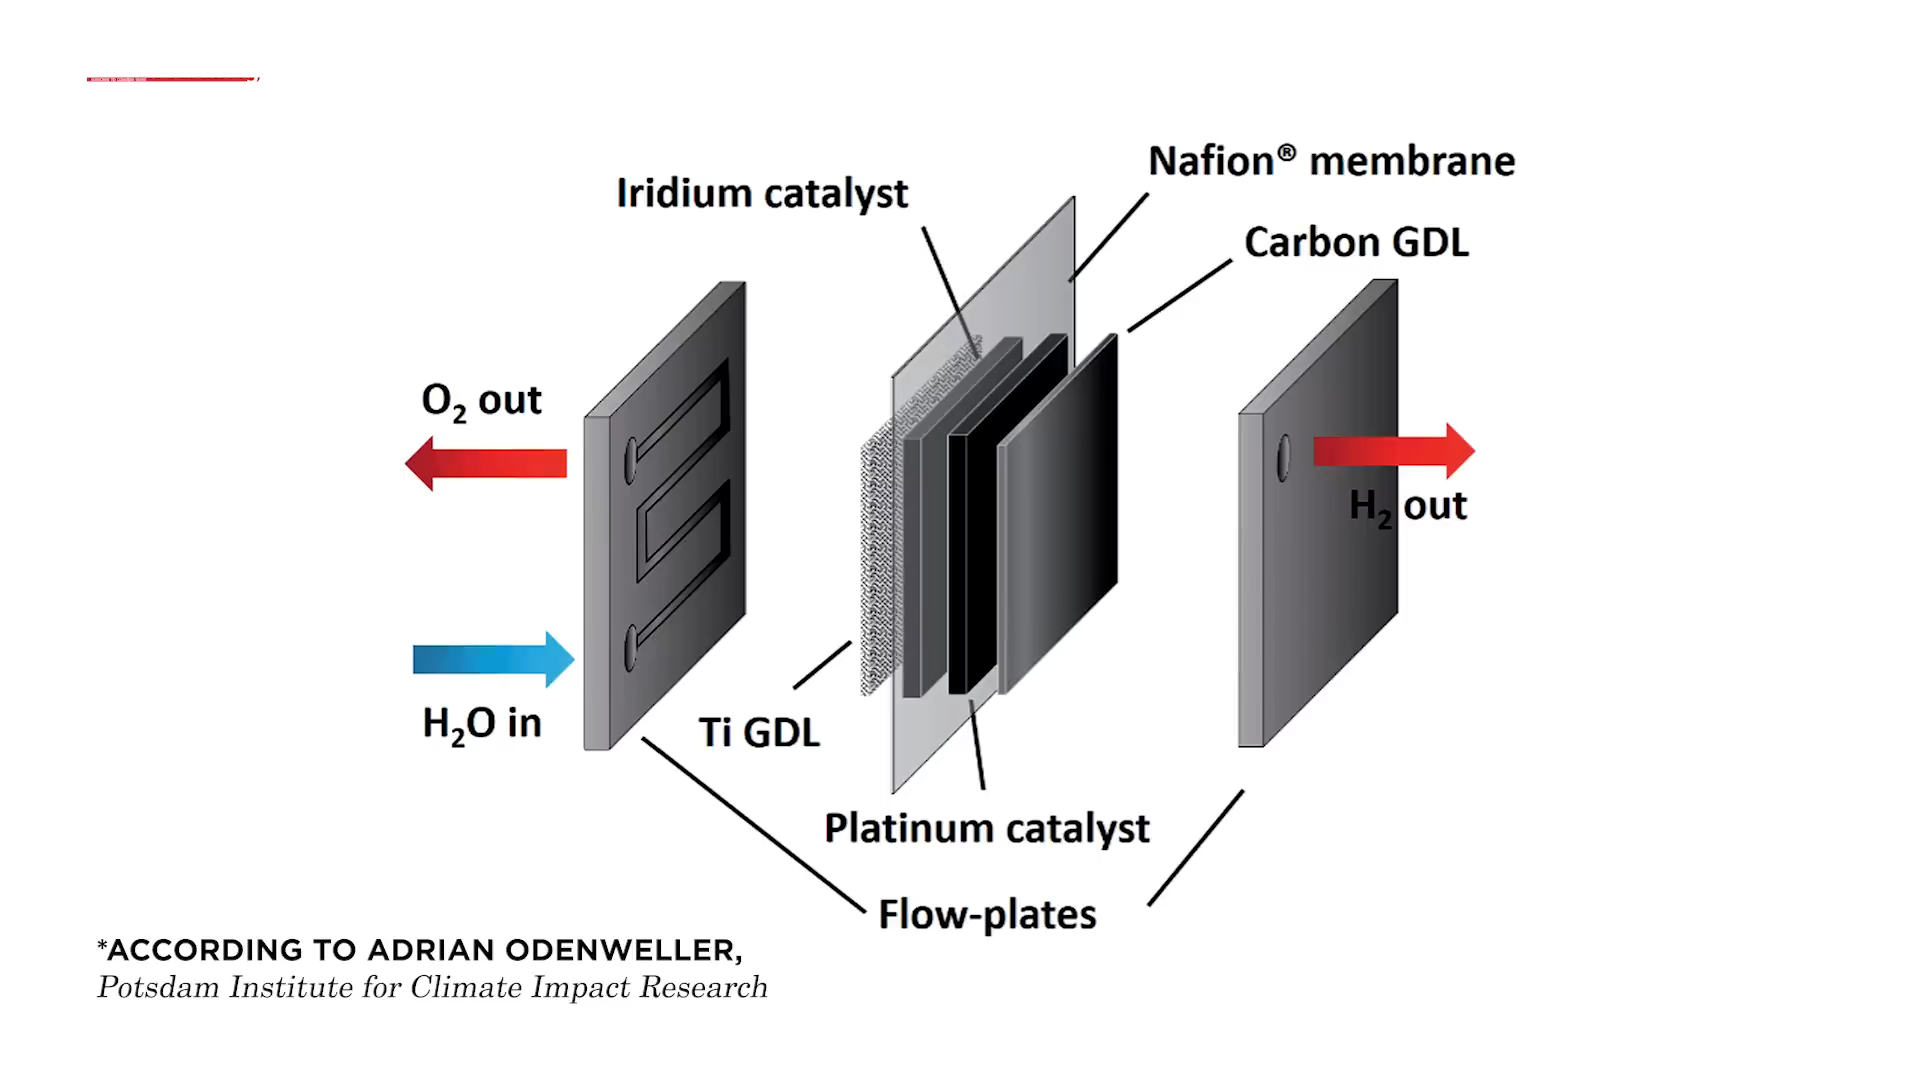 Nafion® membrane
Iridium catalyst
Carbon GDL
O₂ out
H₂ out
H₂O in
Ti GDL
Platinum catalyst
Flow-plates
*ACCORDING TO ADRIAN ODENWELLER,
Potsdam Institute for Climate Impact Research